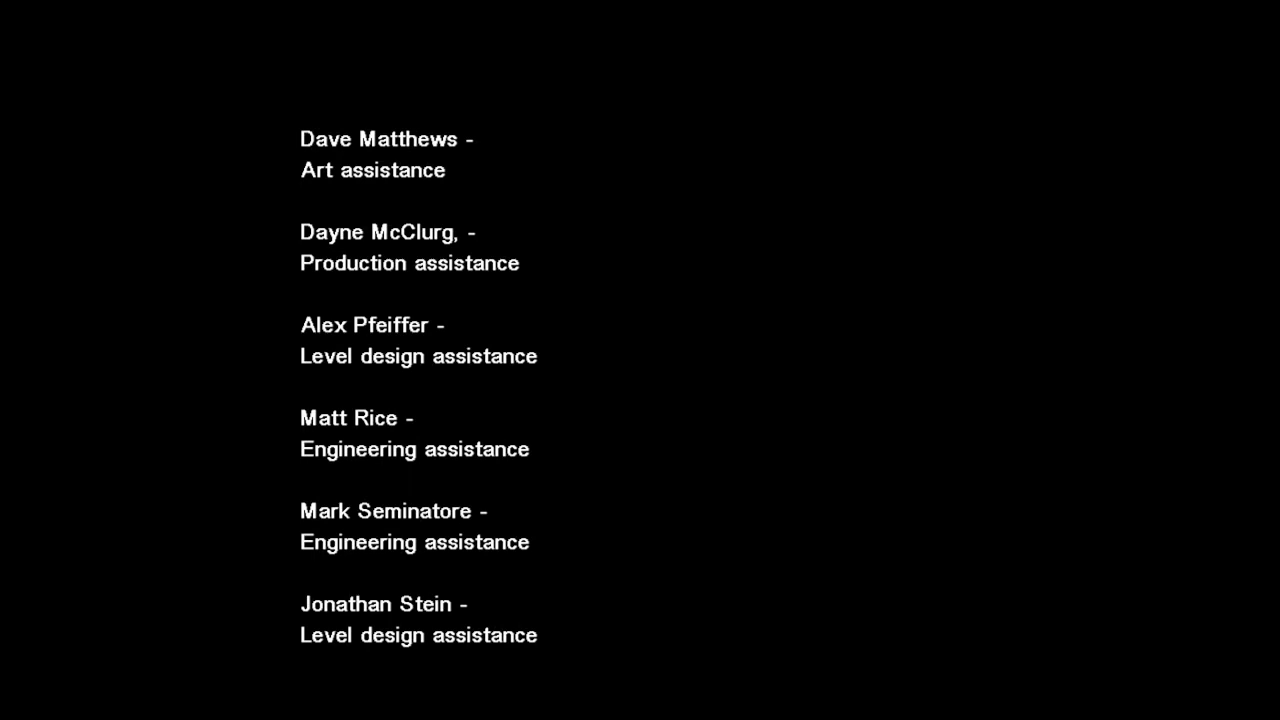 Dave Matthews -
Art assistance
Dayne McClurg, -
Production assistance
Alex Pfeiffer -
Level design assistance
Matt Rice -
Engineering assistance
Mark Seminatore -
Engineering assistance
Jonathan Stein -
Level design assistance